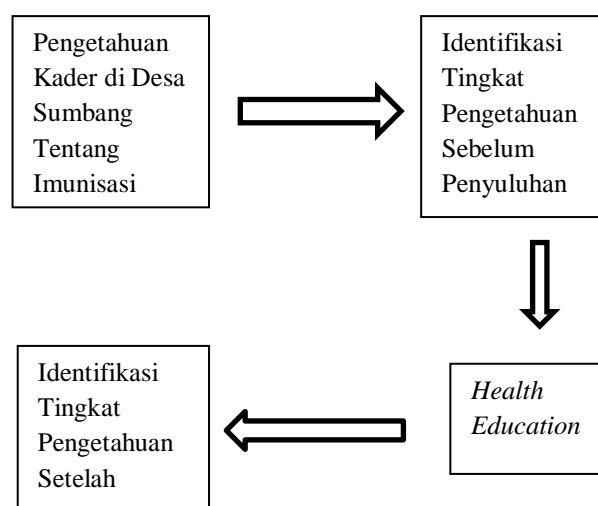 Pengetahuan
Kader di Desa
Sumbang
Tentang
Imunisasi
Identifikasi
Tingkat
Pengetahuan
Sebelum
Penyuluhan
Health
Education
Identifikasi
Tingkat
Pengetahuan
Setelah